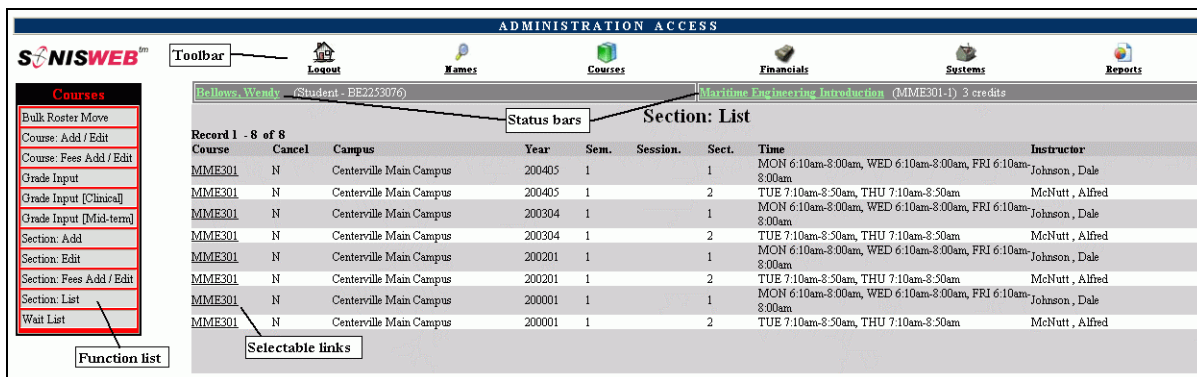 ADMINISTRATION ACCESS
SONISWEB™
Toolbar
Logout
Names
Courses
Financials
Systems
Reports
Courses
Bulk Roster Move
Course: Add / Edit
Course: Fees Add / Edit
Grade Input
Grade Input [Clinical]
Grade Input [Mid-term]
Section: Add
Section: Edit
Section: Fees Add / Edit
Section: List
Wait List
Function list
Bellows, Wendy (Student - BE2253076)
Maritime Engineering Introduction (MME301-1) 3 credits
Status bars
Section: List
Record 1 - 8 of 8
Course Cancel Campus Year Sem. Session. Sect. Time Instructor
MME301 N Centerville Main Campus 200405 1 1 MON 6:10am-8:00am, WED 6:10am-8:00am, FRI 6:10am- Johnson , Dale
8:00am
MME301 N Centerville Main Campus 200405 1 2 TUE 7:10am-8:50am, THU 7:10am-8:50am McNutt , Alfred
MME301 N Centerville Main Campus 200304 1 1 MON 6:10am-8:00am, WED 6:10am-8:00am, FRI 6:10am- Johnson , Dale
8:00am
MME301 N Centerville Main Campus 200304 1 2 TUE 7:10am-8:50am, THU 7:10am-8:50am McNutt , Alfred
MME301 N Centerville Main Campus 200201 1 1 MON 6:10am-8:00am, WED 6:10am-8:00am, FRI 6:10am- Johnson , Dale
8:00am
MME301 N Centerville Main Campus 200201 1 2 TUE 7:10am-8:50am, THU 7:10am-8:50am McNutt , Alfred
MME301 N Centerville Main Campus 200001 1 1 MON 6:10am-8:00am, WED 6:10am-8:00am, FRI 6:10am- Johnson , Dale
8:00am
MME301 N Centerville Main Campus 200001 1 2 TUE 7:10am-8:50am, THU 7:10am-8:50am McNutt , Alfred
Selectable links